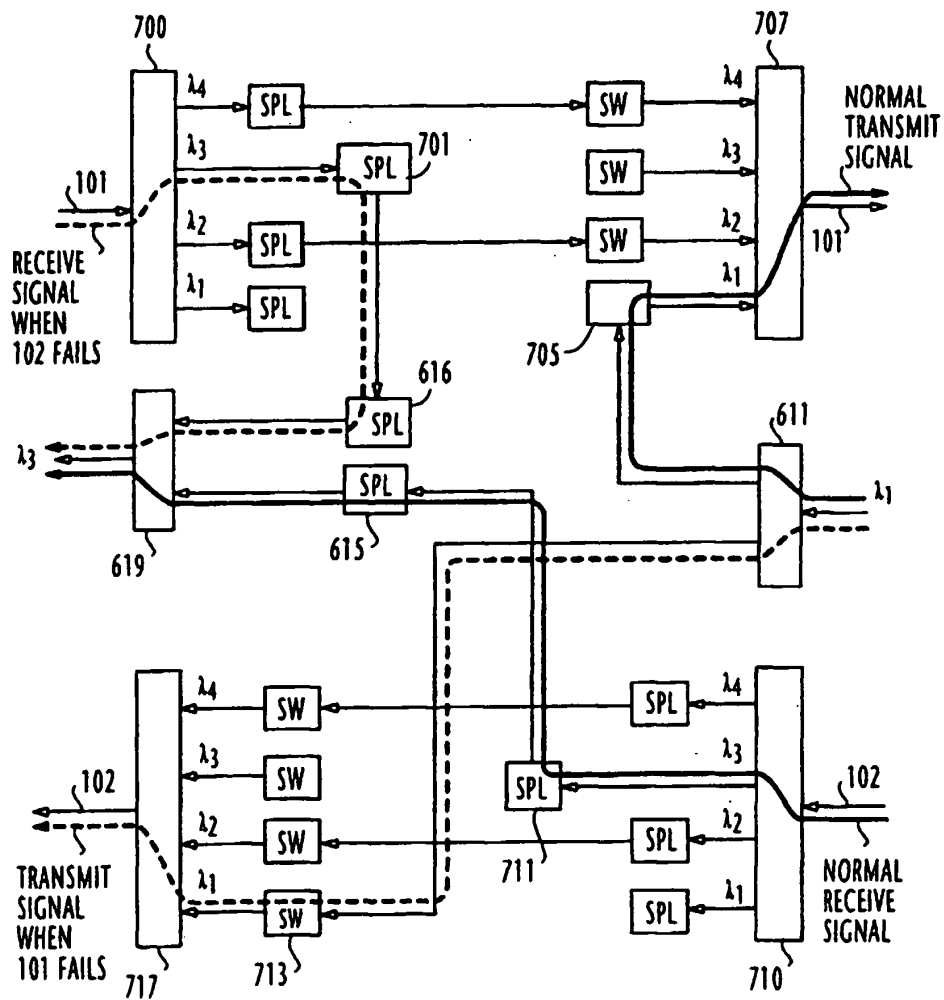 700
707
λ4
SPL
SW
λ4
NORMAL
TRANSMIT
SIGNAL
λ3
SPL
701
SW
λ3
101
101
λ2
SPL
SW
λ2
RECEIVE
SIGNAL
WHEN
102 FAILS
λ1
SPL
705
λ1
616
SPL
611
λ3
SPL
λ1
619
615
λ4
SW
SPL
λ4
λ3
SW
SPL
λ3
102
102
λ2
SW
711
SPL
λ2
TRANSMIT
SIGNAL
WHEN
101 FAILS
λ1
SW
SPL
λ1
NORMAL
RECEIVE
SIGNAL
717
713
710